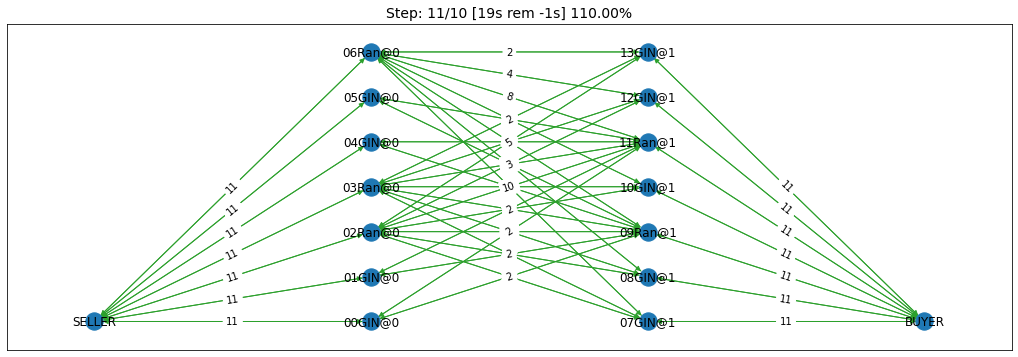 Step: 11/10 [19s rem -1s] 110.00%
06Ran@0 2 13GIN@1
4
05GIN@0 8 12GIN@1
2
04GIN@0 5 11Ran@1
3
11 03Ran@0 10 10GIN@1 11
11 2 11
11 02Ran@0 2 09Ran@1 11
11 2 11
11 01GIN@0 2 08GIN@1 11
11 11
SELLER 11 00GIN@0 07GIN@1 11 BUYER